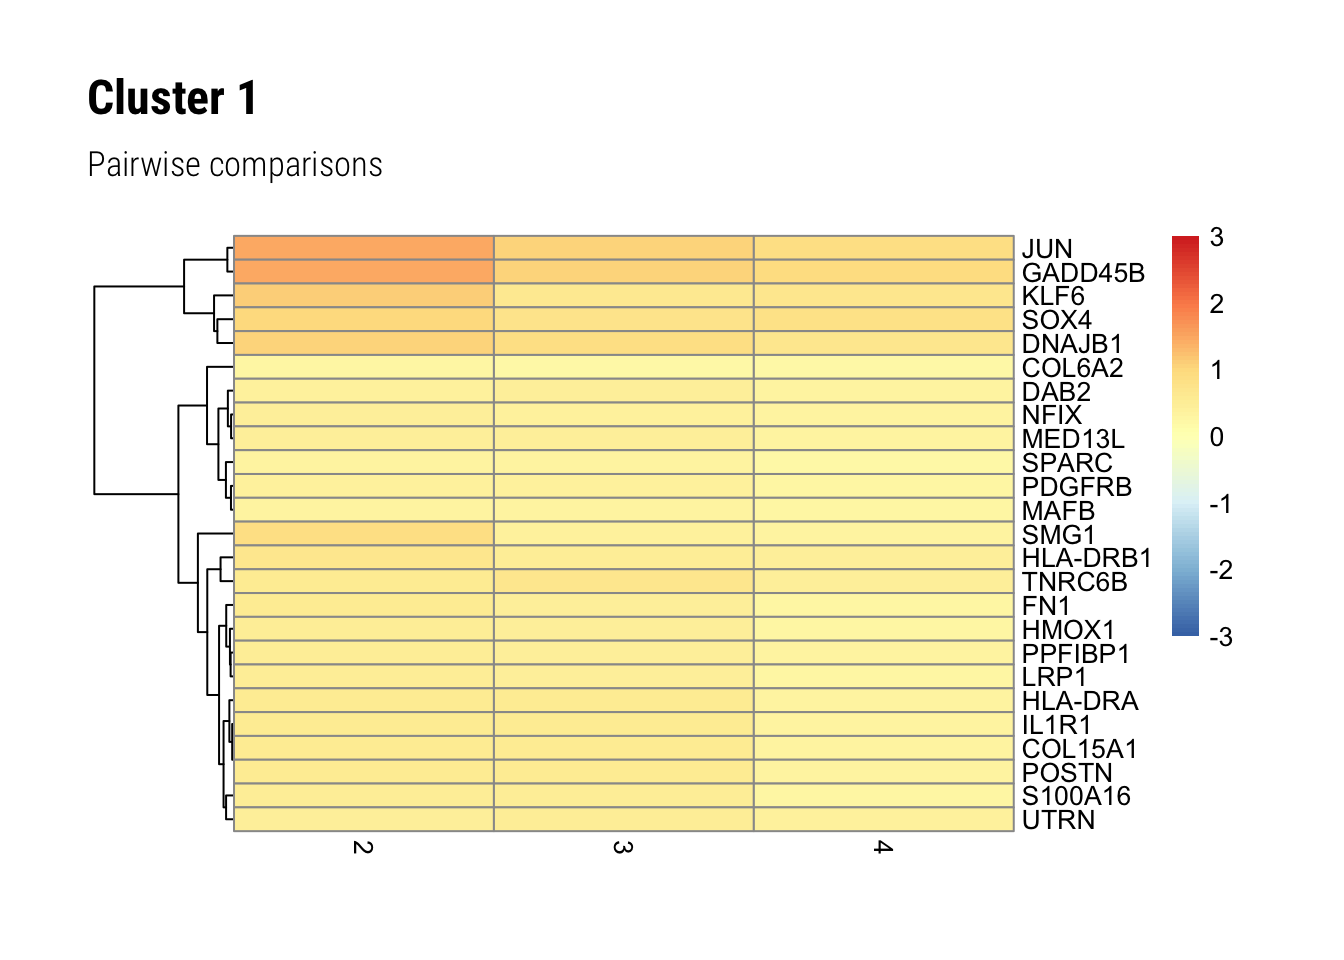 Cluster 1
Pairwise comparisons
JUN
GADD45B
KLF6
SOX4
DNAJB1
COL6A2
DAB2
NFIX
MED13L
SPARC
PDGFRB
MAFB
SMG1
HLA-DRB1
TNRC6B
FN1
HMOX1
PPFIBP1
LRP1
HLA-DRA
IL1R1
COL15A1
POSTN
S100A16
UTRN
2
3
4
3
2
1
0
-1
-2
-3